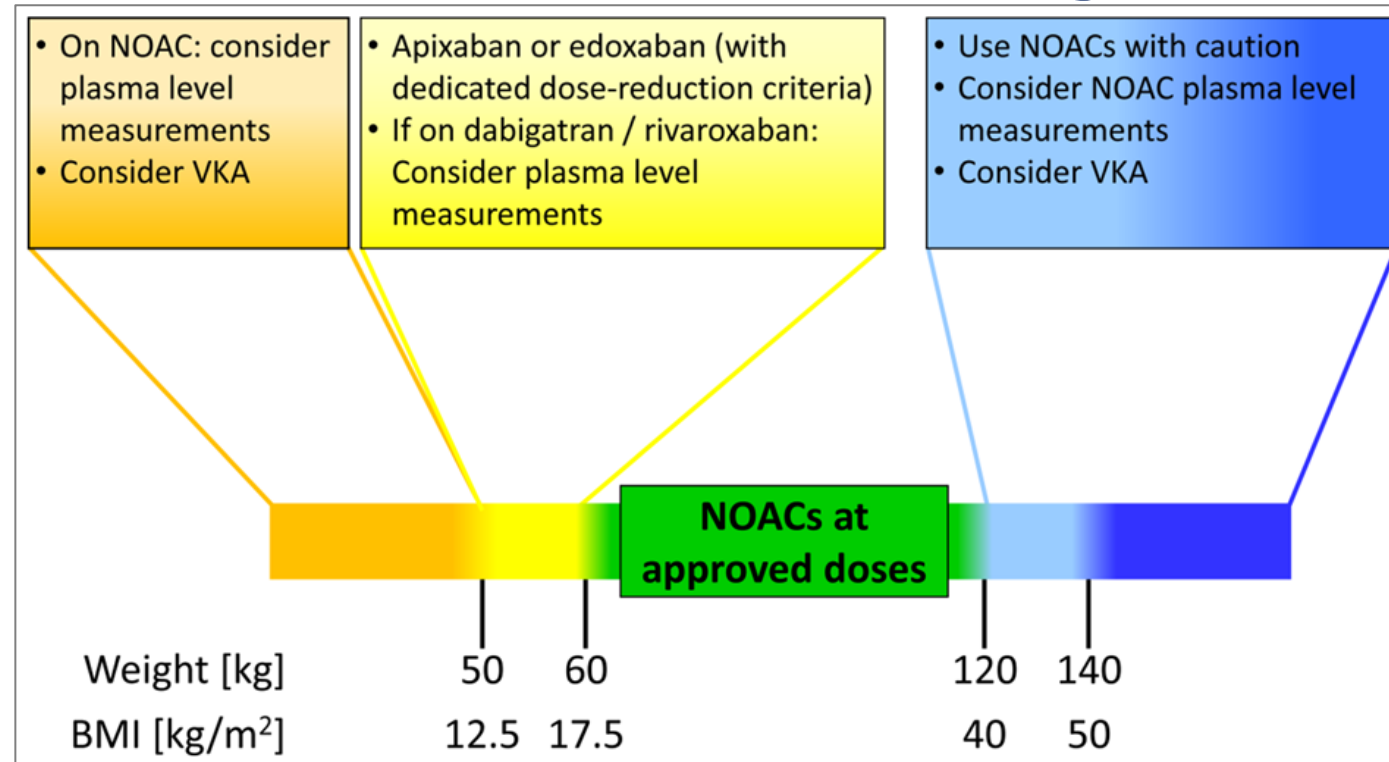 • On NOAC: consider
plasma level
measurements
• Consider VKA
• Apixaban or edoxaban (with
dedicated dose-reduction criteria)
• If on dabigatran / rivaroxaban:
Consider plasma level
measurements
• Use NOACs with caution
• Consider NOAC plasma level
measurements
• Consider VKA
NOACs at
approved doses
Weight [kg] 50 60 120 140
BMI [kg/m²] 12.5 17.5 40 50